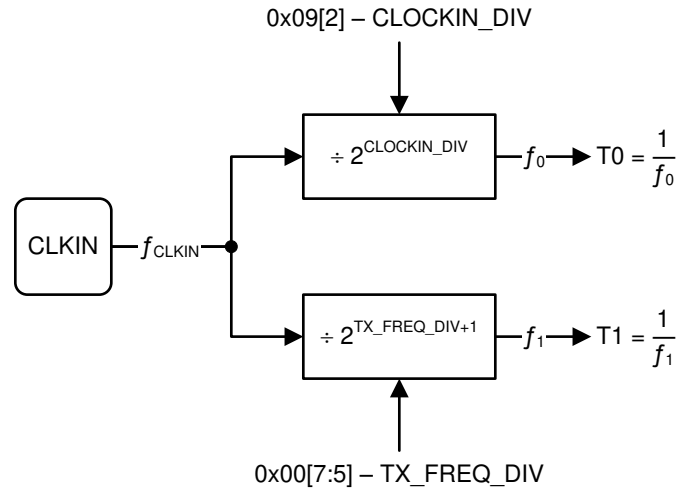 0x09[2] – CLOCKIN_DIV
÷ 2^CLOCKIN_DIV
f₀
T0 = 1/f₀
CLKIN
f_CLKIN
÷ 2^TX_FREQ_DIV+1
f₁
T1 = 1/f₁
0x00[7:5] – TX_FREQ_DIV